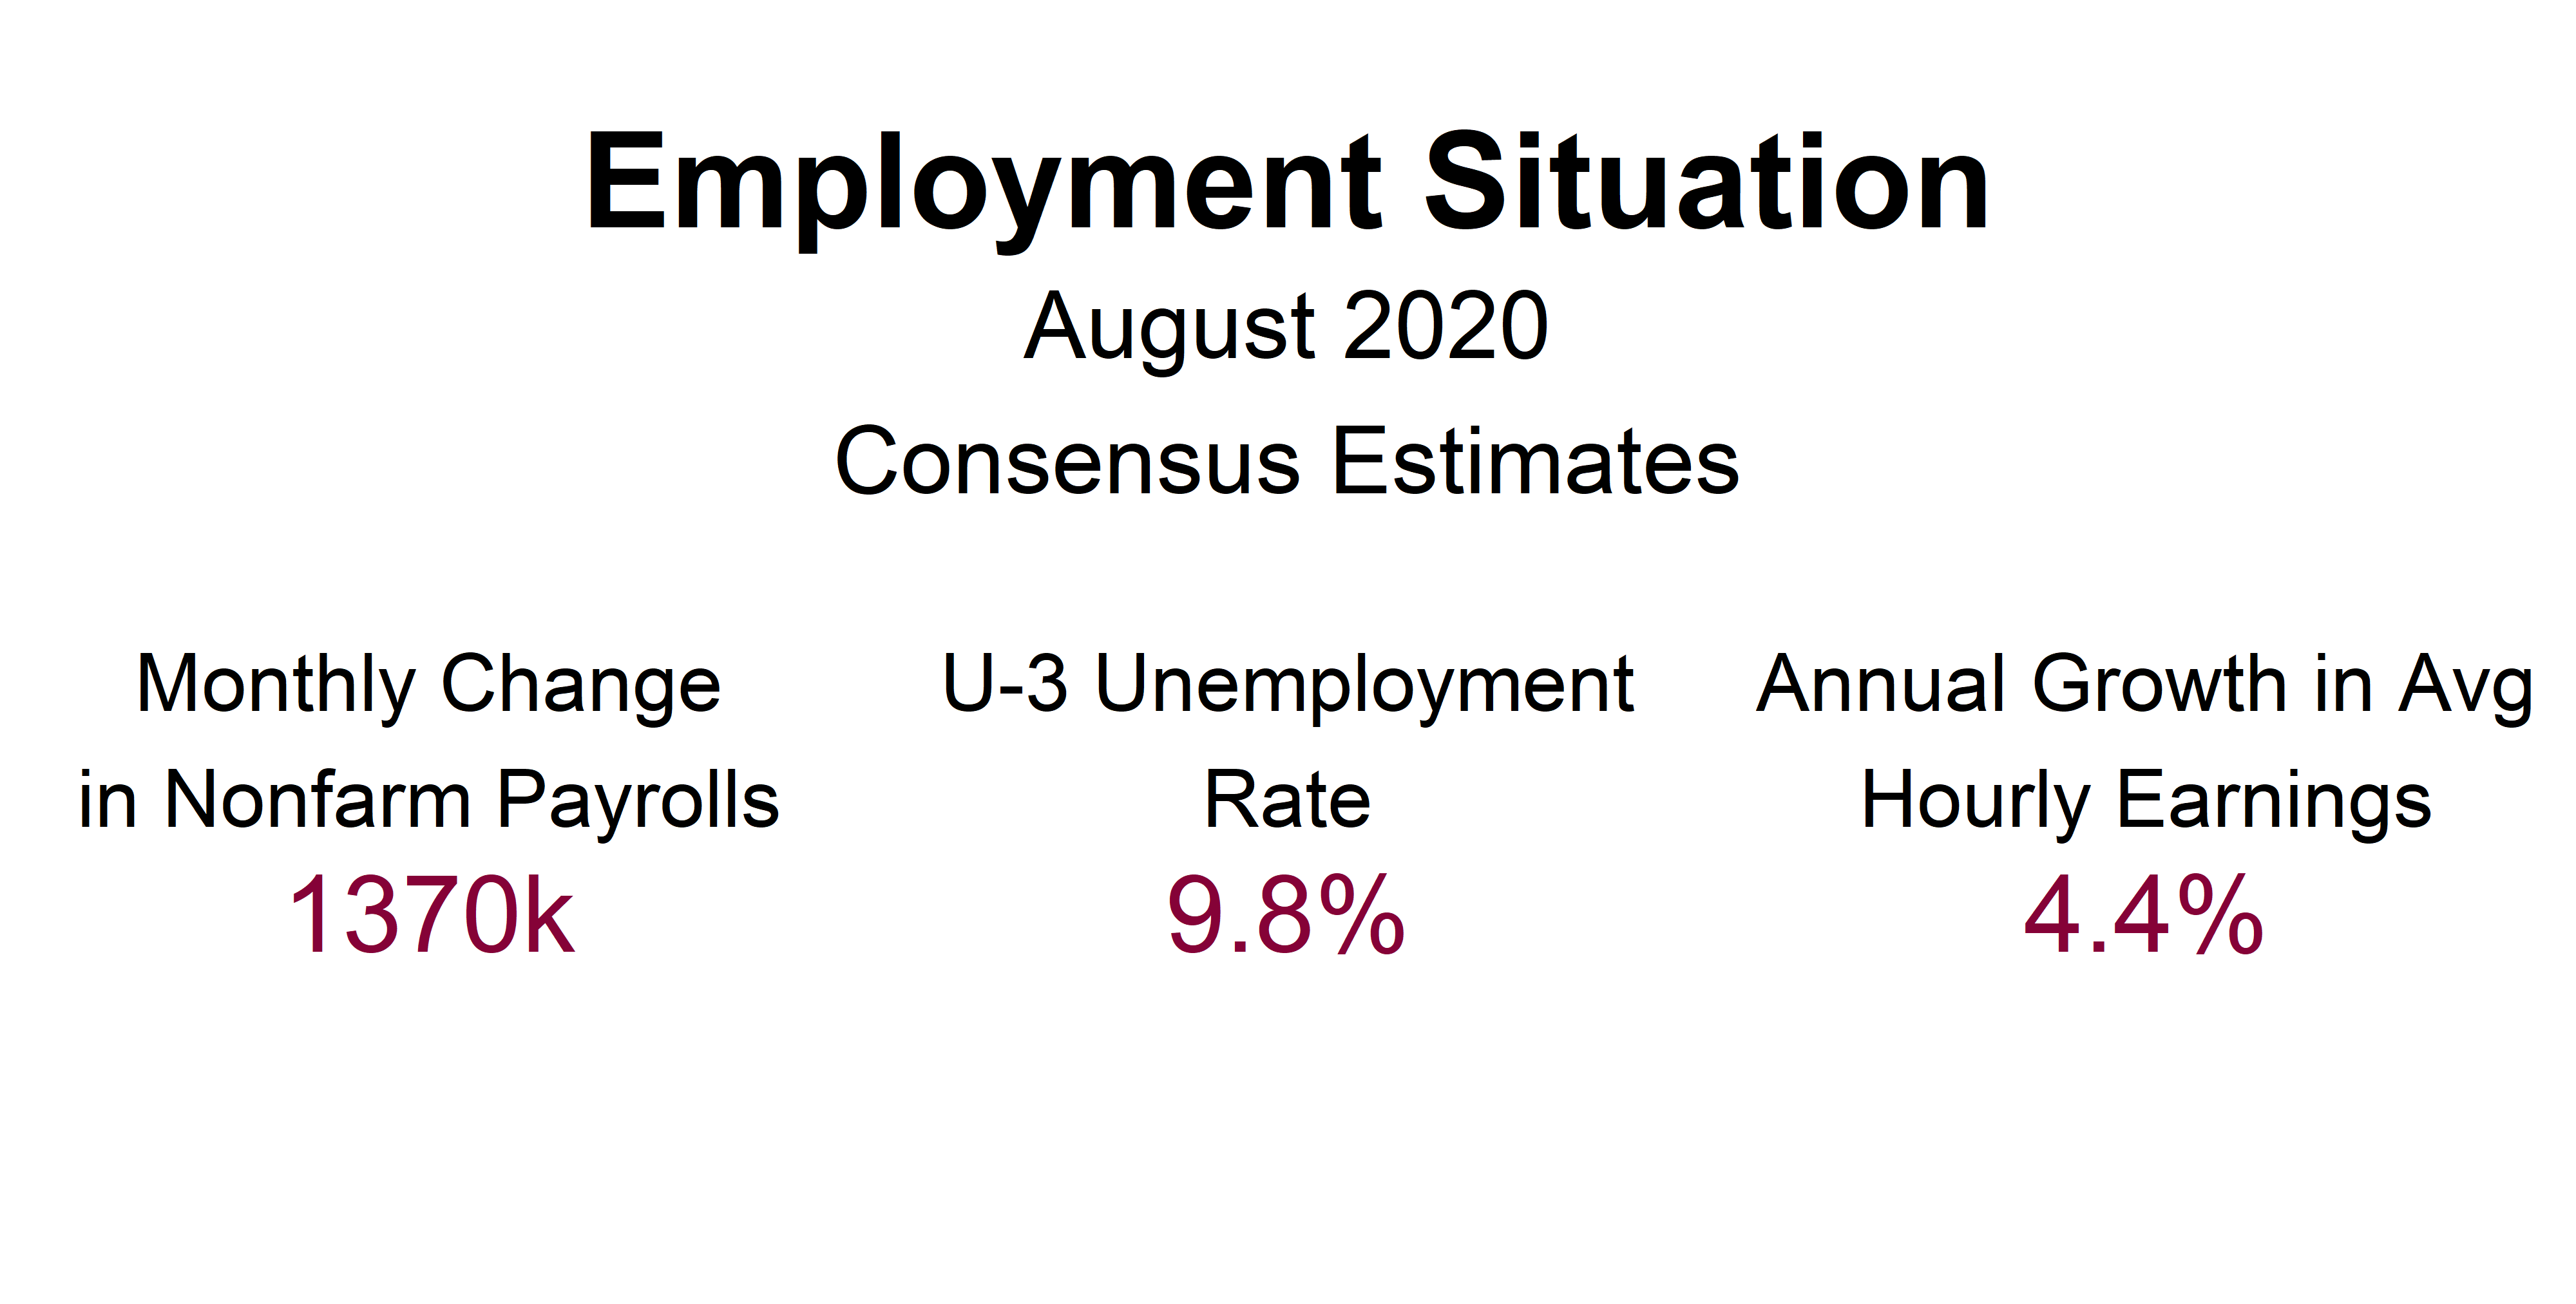 Employment Situation
August 2020
Consensus Estimates
Monthly Change
in Nonfarm Payrolls
1370k
U-3 Unemployment
Rate
9.8%
Annual Growth in Avg
Hourly Earnings
4.4%